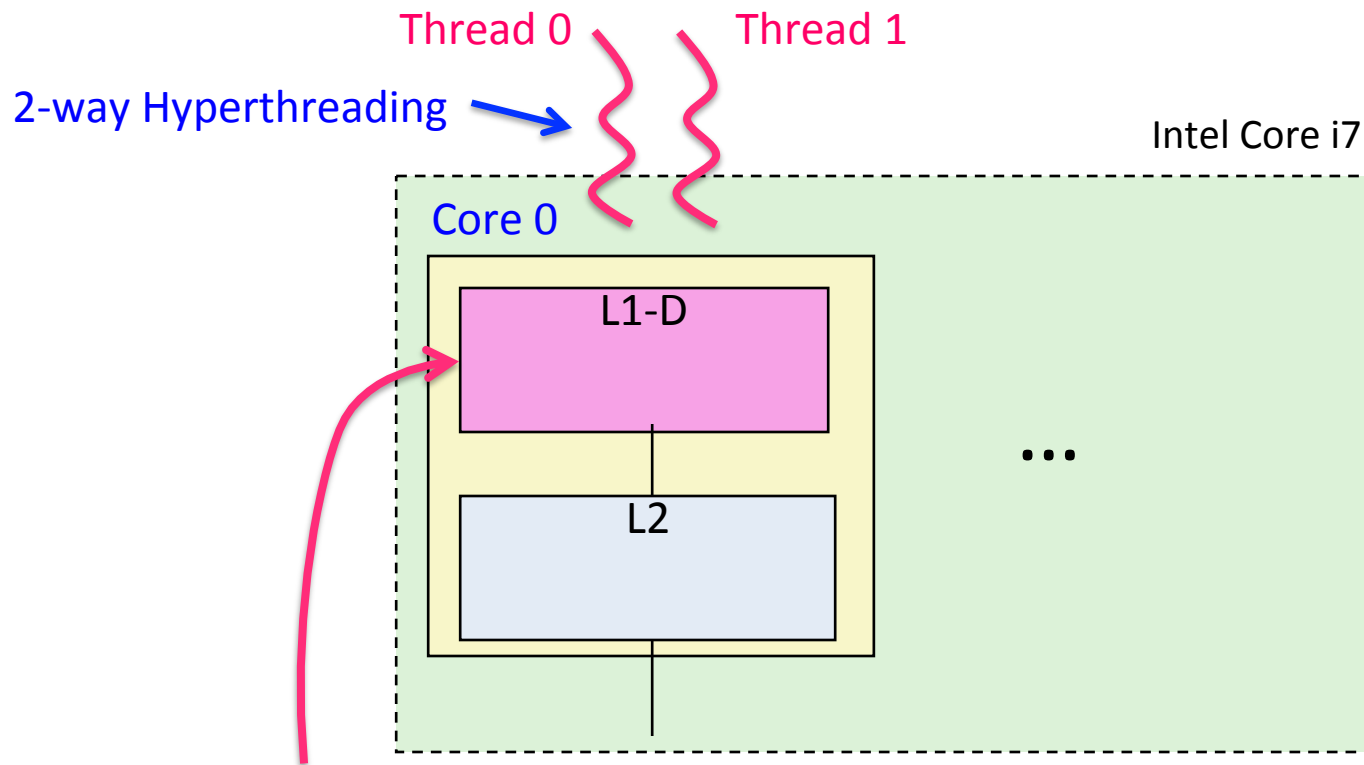 Thread 0
Thread 1
2-way Hyperthreading
Intel Core i7
Core 0
L1-D
...
L2